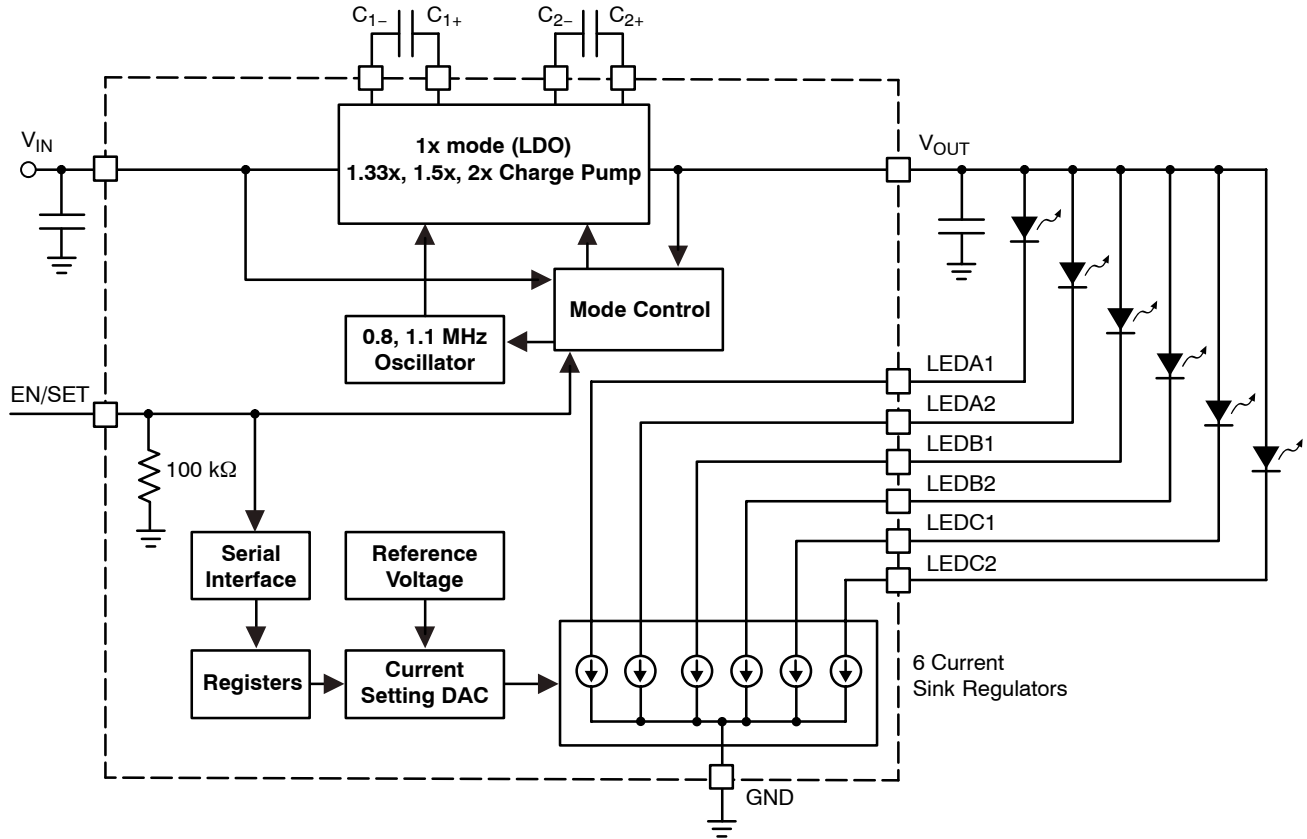 C1− C1+ C2− C2+
VIN
1x mode (LDO)
1.33x, 1.5x, 2x Charge Pump
VOUT
Mode Control
0.8, 1.1 MHz
Oscillator
EN/SET
100 kΩ
LEDA1
LEDA2
LEDB1
LEDB2
LEDC1
LEDC2
Serial
Interface
Reference
Voltage
Registers
Current
Setting DAC
6 Current
Sink Regulators
GND